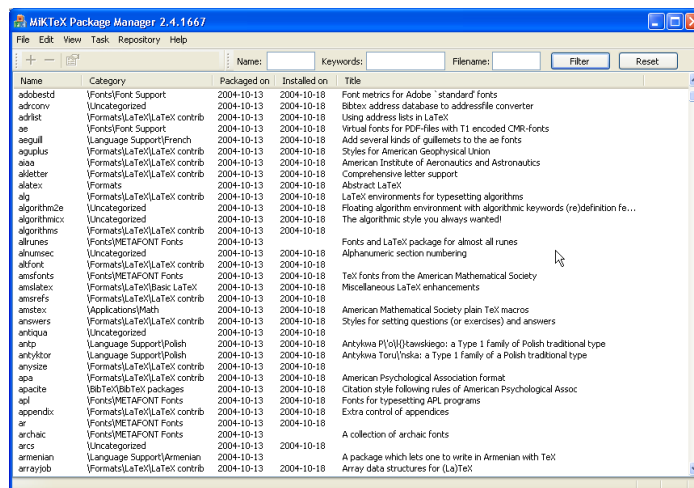 MiKTeX Package Manager 2.4.1667
File Edit View Task Repository Help
Name: Keywords: Filename: Filter Reset
Name Category Packaged on Installed on Title
adobestd \Fonts\Font Support 2004-10-13 2004-10-18 Font metrics for Adobe `standard' fonts
adrconv \Uncategorized 2004-10-13 2004-10-18 Bibtex address database to addressfile converter
adrlist \Formats\LaTeX\LaTeX contrib 2004-10-13 2004-10-18 Using address lists in LaTeX
ae \Fonts\Font Support 2004-10-13 2004-10-18 Virtual fonts for PDF-files with T1 encoded CMR-fonts
aeguill \Language Support\French 2004-10-13 2004-10-18 Add several kinds of guillemets to the ae fonts
aguplus \Formats\LaTeX\LaTeX contrib 2004-10-13 2004-10-18 Styles for American Geophysical Union
aiaa \Formats\LaTeX\LaTeX contrib 2004-10-13 2004-10-18 American Institute of Aeronautics and Astronautics
akletter \Formats\LaTeX\LaTeX contrib 2004-10-13 2004-10-18 Comprehensive letter support
alatex \Formats 2004-10-13 2004-10-18 Abstract LaTeX
alg \Formats\LaTeX\LaTeX contrib 2004-10-13 2004-10-18 LaTeX environments for typesetting algorithms
algorithm2e \Uncategorized 2004-10-13 2004-10-18 Floating algorithm environment with algorithmic keywords (re)definition fe...
algorithmicx \Uncategorized 2004-10-13 2004-10-18 The algorithmic style you always wanted!
algorithms \Formats\LaTeX\LaTeX contrib 2004-10-13 2004-10-18
allrunes \Fonts\METAFONT Fonts 2004-10-13 Fonts and LaTeX package for almost all runes
alnumsec \Uncategorized 2004-10-13 2004-10-18 Alphanumeric section numbering
altfont \Formats\LaTeX\LaTeX contrib 2004-10-13 2004-10-18
amsfonts \Fonts\METAFONT Fonts 2004-10-13 2004-10-18 TeX fonts from the American Mathematical Society
amslatex \Formats\LaTeX\Basic LaTeX 2004-10-13 2004-10-18 Miscellaneous LaTeX enhancements
amsrefs \Formats\LaTeX\LaTeX contrib 2004-10-13 2004-10-18
amstex \Applications\Math 2004-10-13 2004-10-18 American Mathematical Society plain TeX macros
answers \Formats\LaTeX\LaTeX contrib 2004-10-13 2004-10-18 Styles for setting questions (or exercises) and answers
antiqua \Uncategorized 2004-10-13 2004-10-18
antp \Language Support\Polish 2004-10-13 2004-10-18 Antykwa P\'o\l{}tawskiego: a Type 1 family of Polish traditional type
antyktor \Language Support\Polish 2004-10-13 2004-10-18 Antykwa Toru\'nska: a Type 1 family of a Polish traditional type
anysize \Formats\LaTeX\LaTeX contrib 2004-10-13 2004-10-18
apa \Formats\LaTeX\LaTeX contrib 2004-10-13 2004-10-18 American Psychological Association format
apacite \BibTeX\BibTeX packages 2004-10-13 2004-10-18 Citation style following rules of American Psychological Assoc
apl \Fonts\METAFONT Fonts 2004-10-13 2004-10-18 Fonts for typesetting APL programs
appendix \Formats\LaTeX\LaTeX contrib 2004-10-13 2004-10-18 Extra control of appendices
ar \Fonts\METAFONT Fonts 2004-10-13 2004-10-18
archaic \Fonts\METAFONT Fonts 2004-10-13 A collection of archaic fonts
arcs \Uncategorized 2004-10-13 2004-10-18
armenian \Language Support\Armenian 2004-10-13 A package which lets one to write in Armenian with TeX
arrayjob \Formats\LaTeX\LaTeX contrib 2004-10-13 2004-10-18 Array data structures for (La)TeX